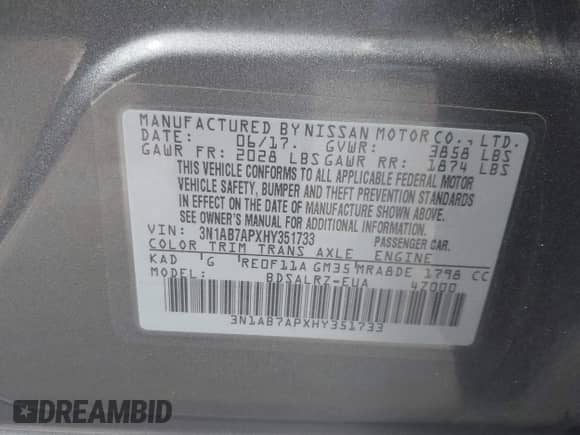 MANUFACTURED BY NISSAN MOTOR CO., LTD.
DATE: 06/17. GVWR: 3858 LBS
GAWR FR: 2028 LBS GAWR RR: 1874 LBS
THIS VEHICLE CONFORMS TO ALL APPLICABLE FEDERAL MOTOR
VEHICLE SAFETY, BUMPER AND THEFT PREVENTION STANDARDS
IN EFFECT ON THE DATE OF MANUFACTURE SHOWN ABOVE.
SEE OWNER'S MANUAL FOR ADDITIONAL INFORMATION.
VIN: 3N1AB7APXHY351733 PASSENGER CAR.
COLOR TRIM TRANS AXLE ENGINE
KAD G RE0F11A GM35 MRA8DE 1798 CC
MODEL: BDSALRZ-EUA 47000
3N1AB7APXHY351733
DREAMBID